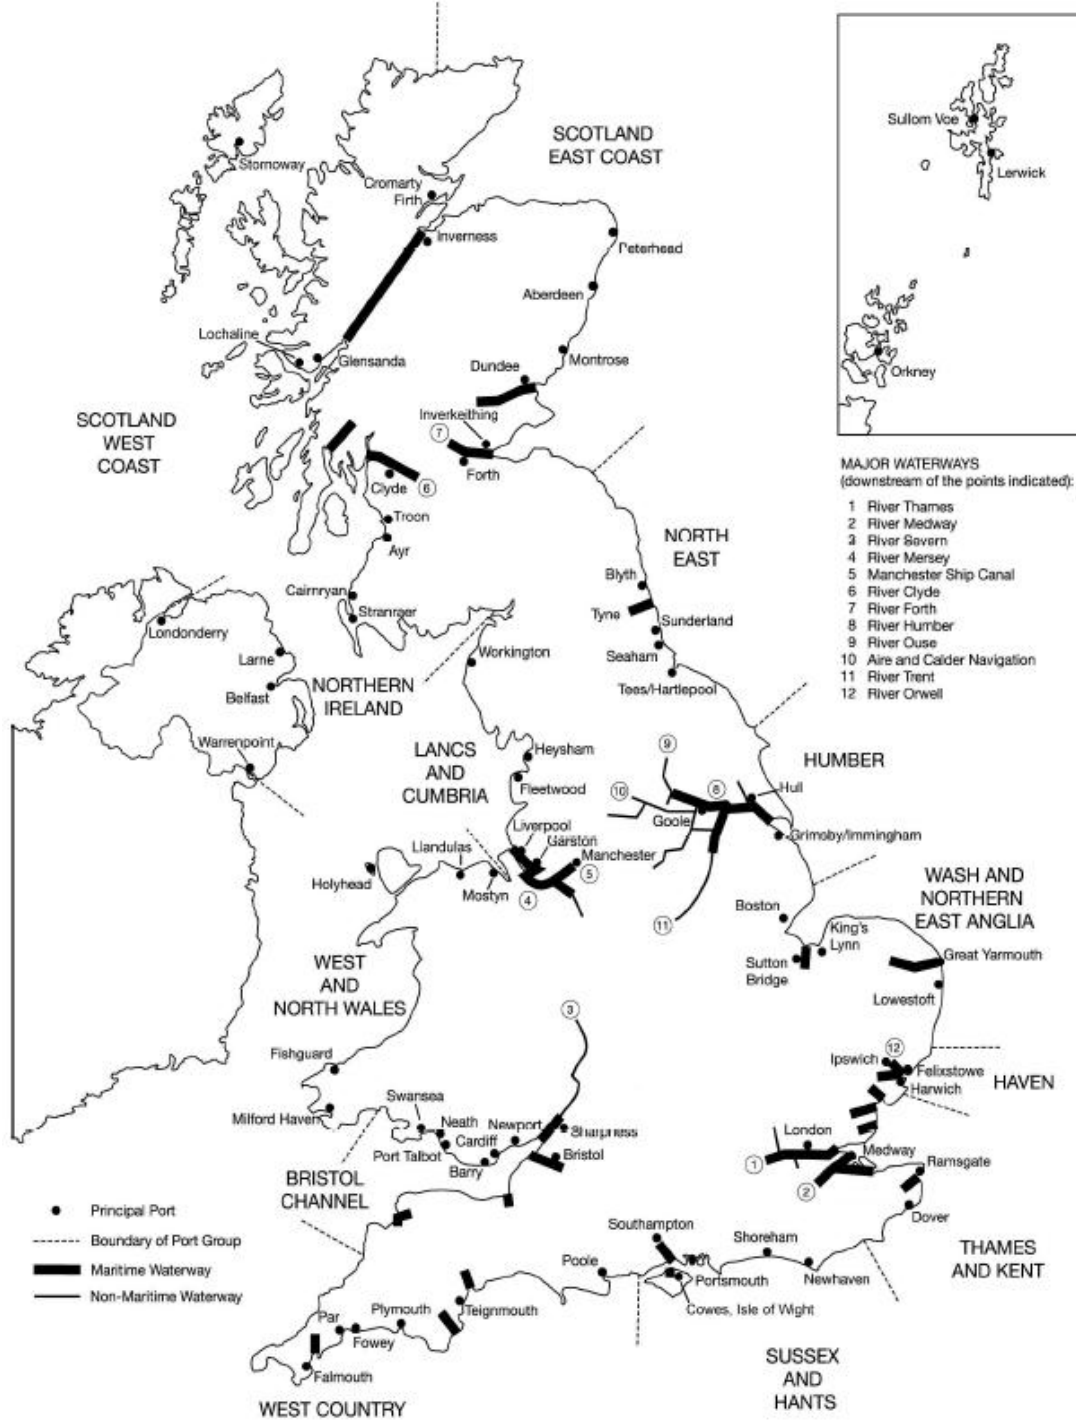 SCOTLAND
EAST COAST
Stornoway
Cromarty
Firth
Inverness
Peterhead
Aberdeen
Lochaline
Glensanda
Montrose
Dundee
Inverkeithing
7
Forth
SCOTLAND
WEST
COAST
Clyde
6
Troon
Ayr
Cairnryan
Stranraer
NORTH
EAST
Blyth
Tyne
Sunderland
Seaham
Tees/Hartlepool
Londonderry
Larne
Belfast
Warrenpoint
NORTHERN
IRELAND
Workington
LANCS
AND
CUMBRIA
Heysham
Fleetwood
Liverpool
Garston
Manchester
5
4
Llandulas
Holyhead
Mostyn
HUMBER
9
10
8
Hull
Goole
Grimsby/Immingham
11
WASH AND
NORTHERN
EAST ANGLIA
Boston
King's
Lynn
Sutton
Bridge
Great Yarmouth
Lowestoft
WEST
AND
NORTH WALES
3
Fishguard
Milford Haven
Swansea
Neath
Port Talbot
Cardiff
Barry
Newport
Sharpness
Bristol
BRISTOL
CHANNEL
12
Ipswich
Felixstowe
Harwich
HAVEN
London
Medway
1
2
Ramsgate
Dover
THAMES
AND KENT
Southampton
Shoreham
Poole
Portsmouth
Newhaven
Cowes, Isle of Wight
SUSSEX
AND
HANTS
Plymouth
Teignmouth
Par
Fowey
Falmouth
WEST COUNTRY
Principal Port
Boundary of Port Group
Maritime Waterway
Non-Maritime Waterway
Sullom Voe
Lerwick
Orkney
MAJOR WATERWAYS
(downstream of the points indicated):
1 River Thames
2 River Medway
3 River Severn
4 River Mersey
5 Manchester Ship Canal
6 River Clyde
7 River Forth
8 River Humber
9 River Ouse
10 Aire and Calder Navigation
11 River Trent
12 River Orwell